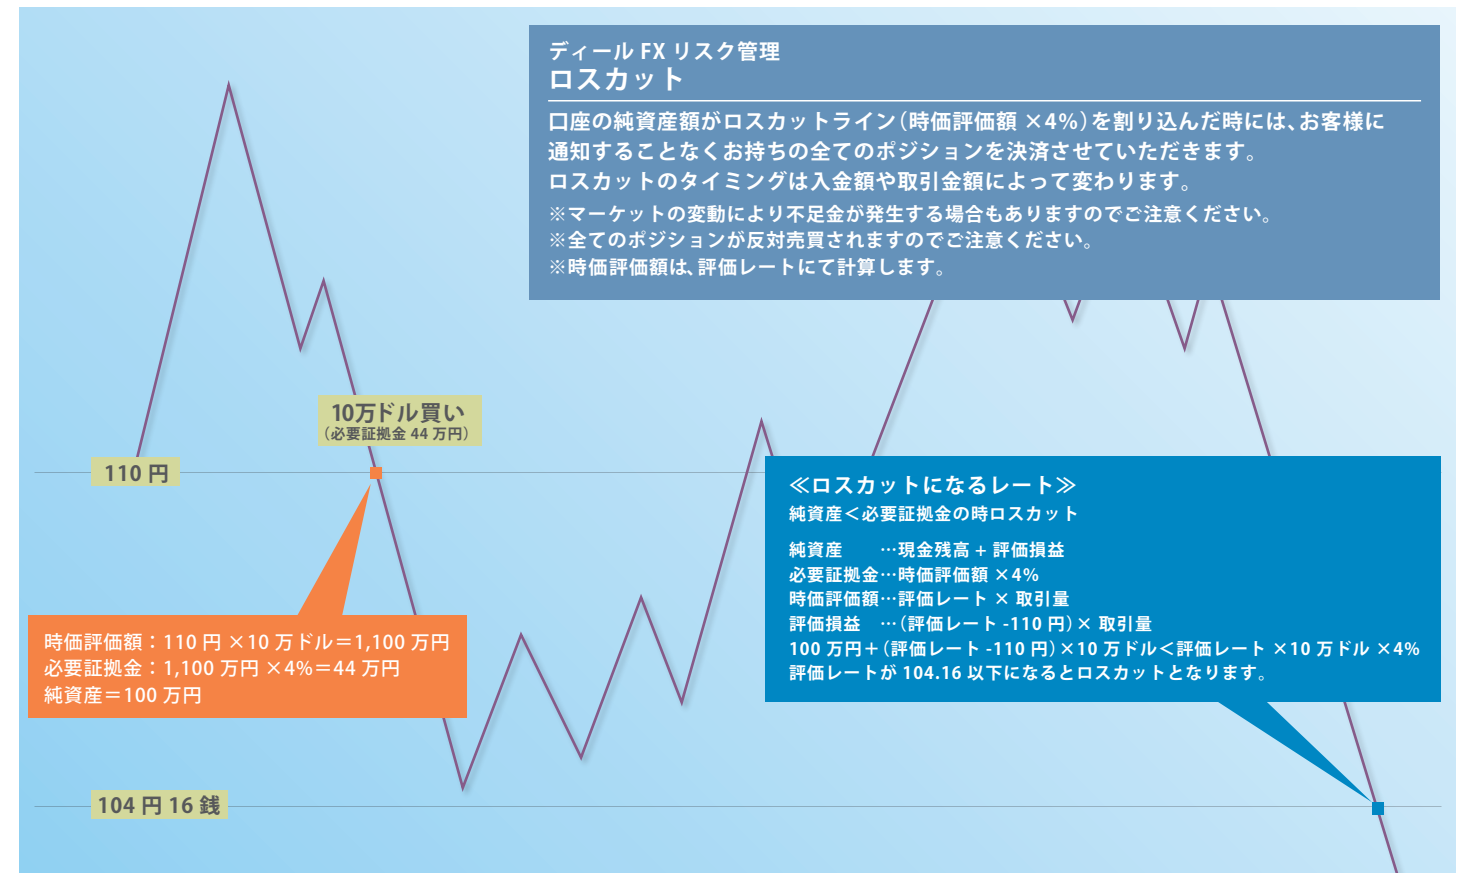 ディール FX リスク管理
ロスカット
口座の純資産額がロスカットライン（時価評価額 ×4%）を割り込んだ時には、お客様に
通知することなくお持ちの全てのポジションを決済させていただきます。
ロスカットのタイミングは入金額や取引金額によって変わります。
※マーケットの変動により不足金が発生する場合もありますのでご注意ください。
※全てのポジションが反対売買されますのでご注意ください。
※時価評価額は、評価レートにて計算します。
10万ドル買い
（必要証拠金 44 万円）
110 円
≪ロスカットになるレート≫
純資産＜必要証拠金の時ロスカット
純資産　　…現金残高 + 評価損益
必要証拠金…時価評価額 ×4%
時価評価額…評価レート × 取引量
評価損益　…（評価レート -110 円）× 取引量
100 万円＋（評価レート -110 円）×10 万ドル＜評価レート ×10 万ドル ×4%
評価レートが 104.16 以下になるとロスカットとなります。
時価評価額：110 円 ×10 万ドル＝1,100 万円
必要証拠金：1,100 万円 ×4%＝44 万円
純資産＝100 万円
104 円 16 銭